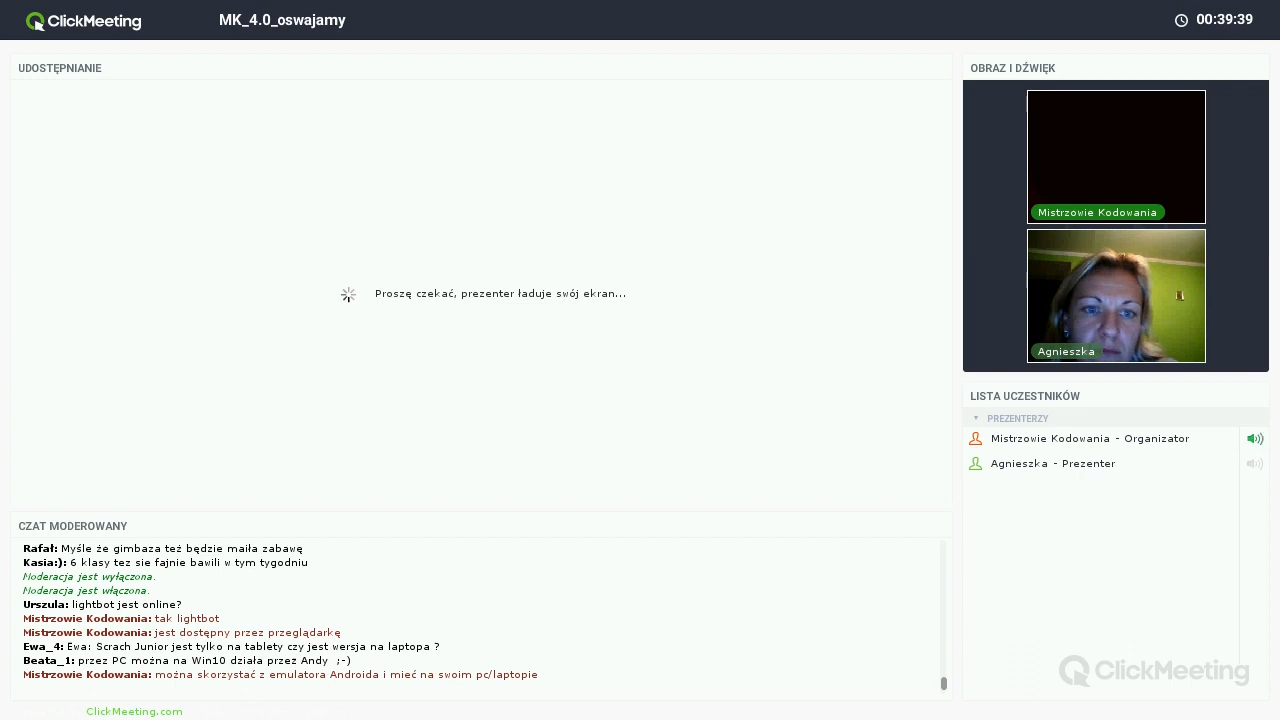 ClickMeeting
MK_4.0_oswajamy
00:39:39
UDOSTĘPNIANIE
Proszę czekać, prezenter ładuje swój ekran...
OBRAZ I DŹWIĘK
Mistrzowie Kodowania
Agnieszka
LISTA UCZESTNIKÓW
PREZENTERZY
Mistrzowie Kodowania - Organizator
Agnieszka - Prezenter
CZAT MODEROWANY
Rafał: Myśle że gimbaza też będzie maiła zabawę
Kasia:): 6 klasy tez sie fajnie bawili w tym tygodniu
Moderacja jest wyłączona.
Moderacja jest włączona.
Urszula: lightbot jest online?
Mistrzowie Kodowania: tak lightbot
Mistrzowie Kodowania: jest dostępny przez przeglądarkę
Ewa_4: Ewa: Scrach Junior jest tylko na tablety czy jest wersja na laptopa ?
Beata_1: przez PC można na Win10 działa przez Andy  ;-)
Mistrzowie Kodowania: można skorzystać z emulatora Androida i mieć na swoim pc/laptopie
ClickMeeting
ClickMeeting.com